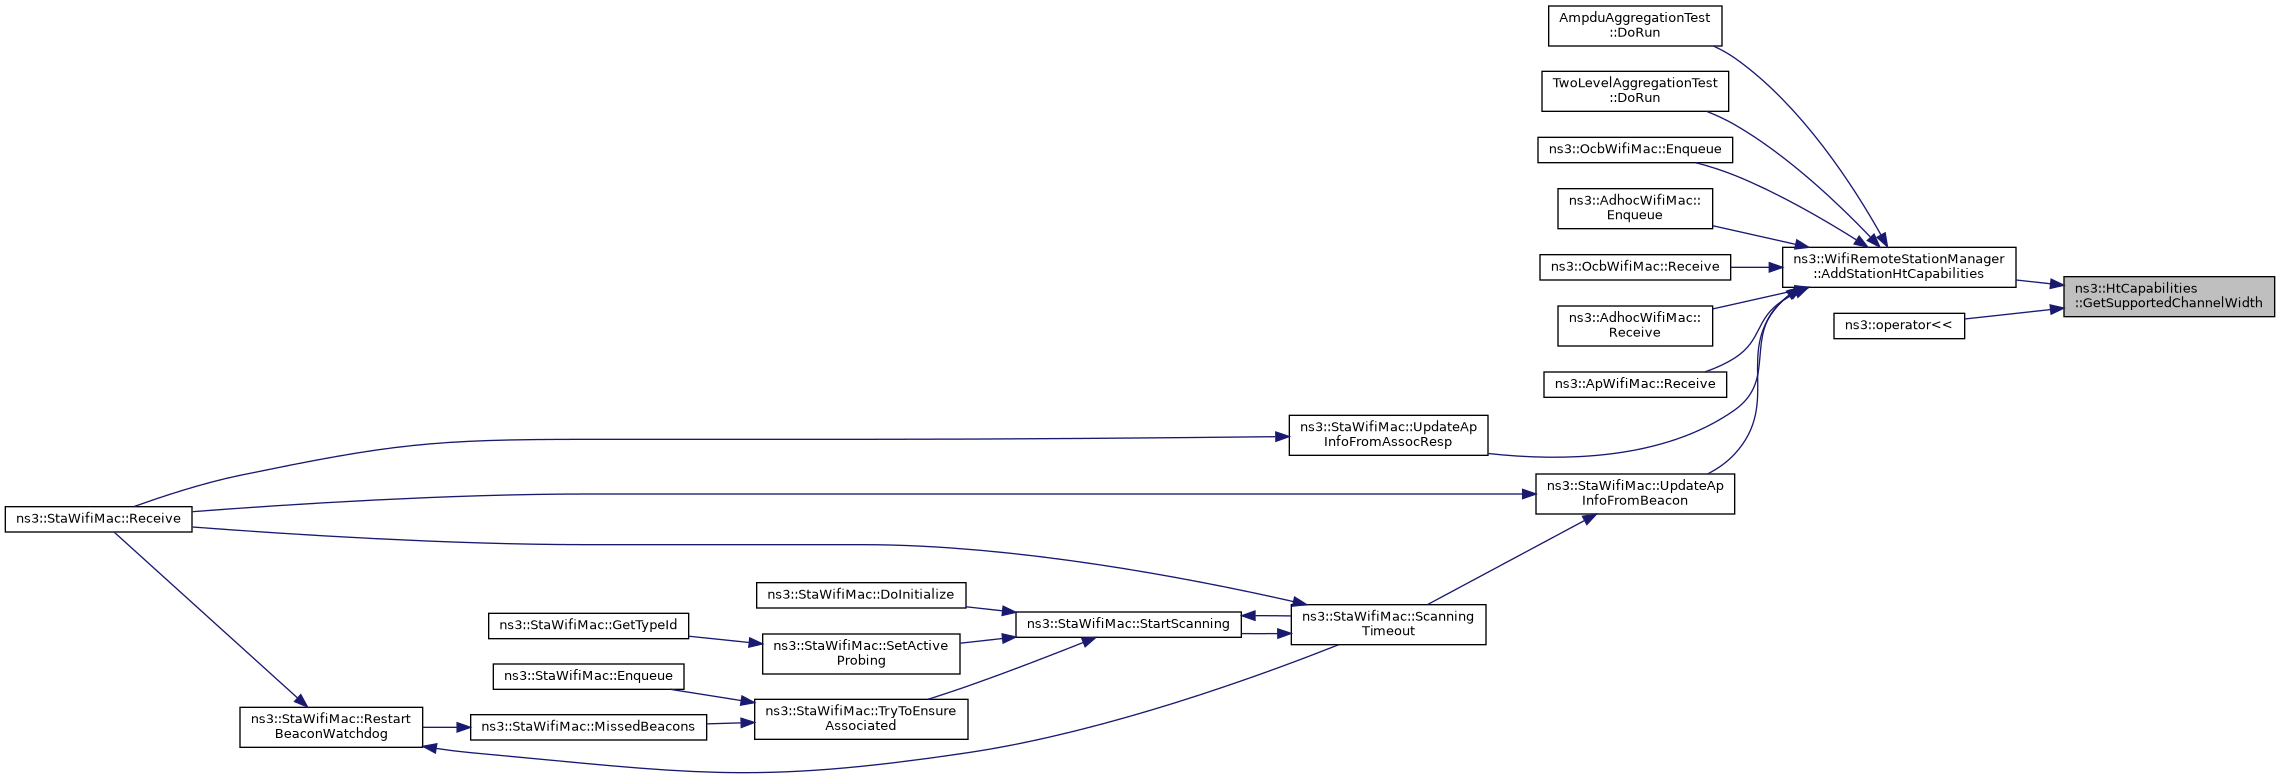 AmpduAggregationTest
::DoRun
TwoLevelAggregationTest
::DoRun
ns3::OcbWifiMac::Enqueue
ns3::AdhocWifiMac::
Enqueue
ns3::WifiRemoteStationManager
::AddStationHtCapabilities
ns3::OcbWifiMac::Receive
ns3::HtCapabilities
::GetSupportedChannelWidth
ns3::AdhocWifiMac::
Receive
ns3::operator<<
ns3::ApWifiMac::Receive
ns3::StaWifiMac::UpdateAp
InfoFromAssocResp
ns3::StaWifiMac::UpdateAp
InfoFromBeacon
ns3::StaWifiMac::Receive
ns3::StaWifiMac::DoInitialize
ns3::StaWifiMac::Scanning
Timeout
ns3::StaWifiMac::GetTypeId
ns3::StaWifiMac::StartScanning
ns3::StaWifiMac::SetActive
Probing
ns3::StaWifiMac::Enqueue
ns3::StaWifiMac::TryToEnsure
Associated
ns3::StaWifiMac::Restart
BeaconWatchdog
ns3::StaWifiMac::MissedBeacons